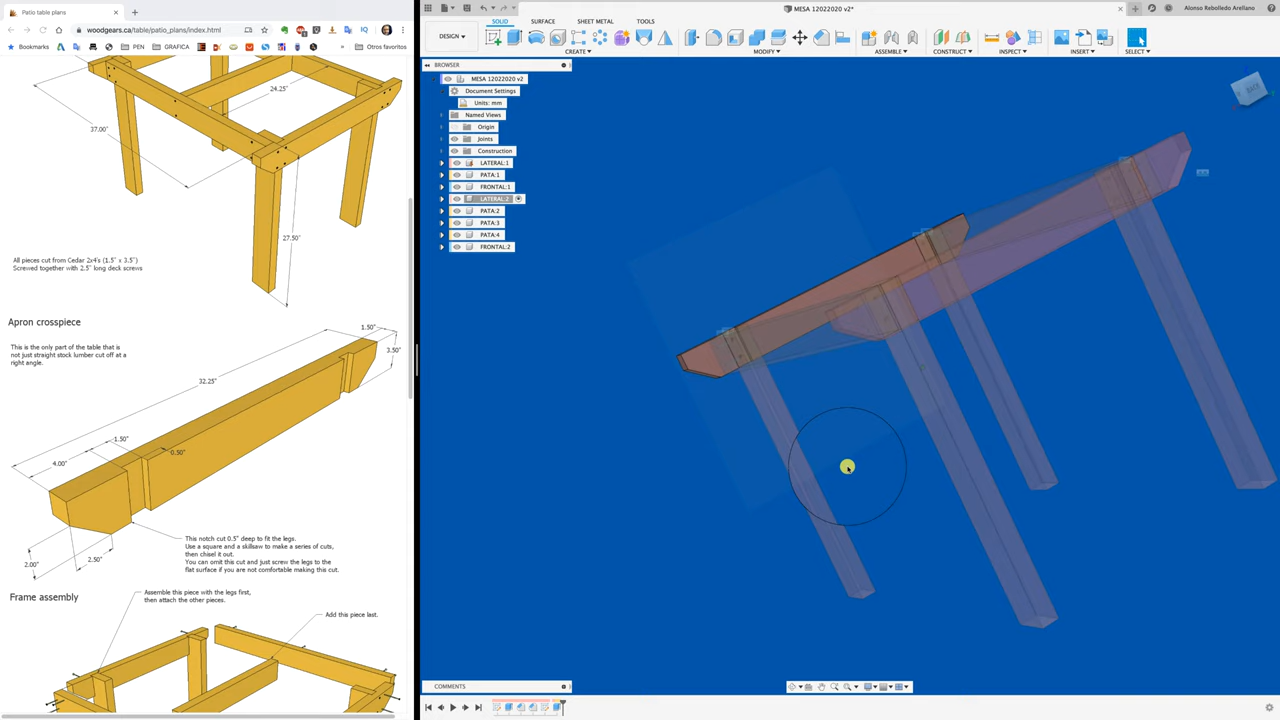 Patio table plans
woodgears.ca/table/patio_plans/index.html
Bookmarks
PEN
GRAFICA
Otros favoritos
24.25"
37.00"
27.50"
All pieces cut from Cedar 2x4's (1.5" x 3.5")
Screwed together with 2.5" long deck screws
Apron crosspiece
This is the only part of the table that is
not just straight stock lumber cut off at a
right angle.
1.50"
3.50"
32.25"
1.50"
0.50"
4.00"
2.50"
2.00"
This notch cut 0.5" deep to fit the legs.
Use a square and a skillsaw to make a series of cuts,
then chisel it out.
You can omit this cut and just screw the legs to the
flat surface if you are not comfortable making this cut.
Frame assembly
Assemble this piece with the legs first,
then attach the other pieces.
Add this piece last.
MESA 12022020 v2*
Alonso Rebolledo Arellano
SOLID
SURFACE
SHEET METAL
TOOLS
DESIGN
CREATE
MODIFY
ASSEMBLE
CONSTRUCT
INSPECT
INSERT
SELECT
BROWSER
MESA 12022020 v2
Document Settings
Units: mm
Named Views
Origin
Joints
Construction
LATERAL:1
PATA:1
FRONTAL:1
LATERAL:2
PATA:2
PATA:3
PATA:4
FRONTAL:2
BACK
COMMENTS